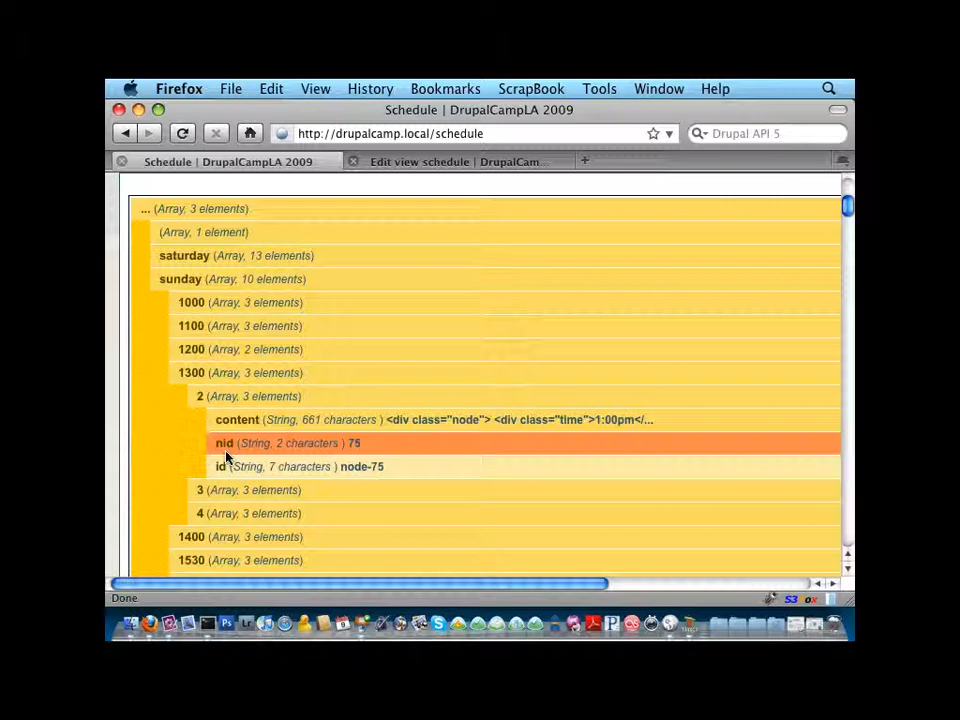 Firefox File Edit View History Bookmarks ScrapBook Tools Window Help
Schedule | DrupalCampLA 2009
http://drupalcamp.local/schedule Drupal API 5
Schedule | DrupalCampLA 2009 Edit view schedule | DrupalCam...
... (Array, 3 elements)
(Array, 1 element)
saturday (Array, 13 elements)
sunday (Array, 10 elements)
1000 (Array, 3 elements)
1100 (Array, 3 elements)
1200 (Array, 2 elements)
1300 (Array, 3 elements)
2 (Array, 3 elements)
content (String, 661 characters ) <div class="node"> <div class="time">1:00pm</...
nid (String, 2 characters ) 75
id (String, 7 characters ) node-75
3 (Array, 3 elements)
4 (Array, 3 elements)
1400 (Array, 3 elements)
1530 (Array, 3 elements)
Done S3Fox
Ps Lr 9